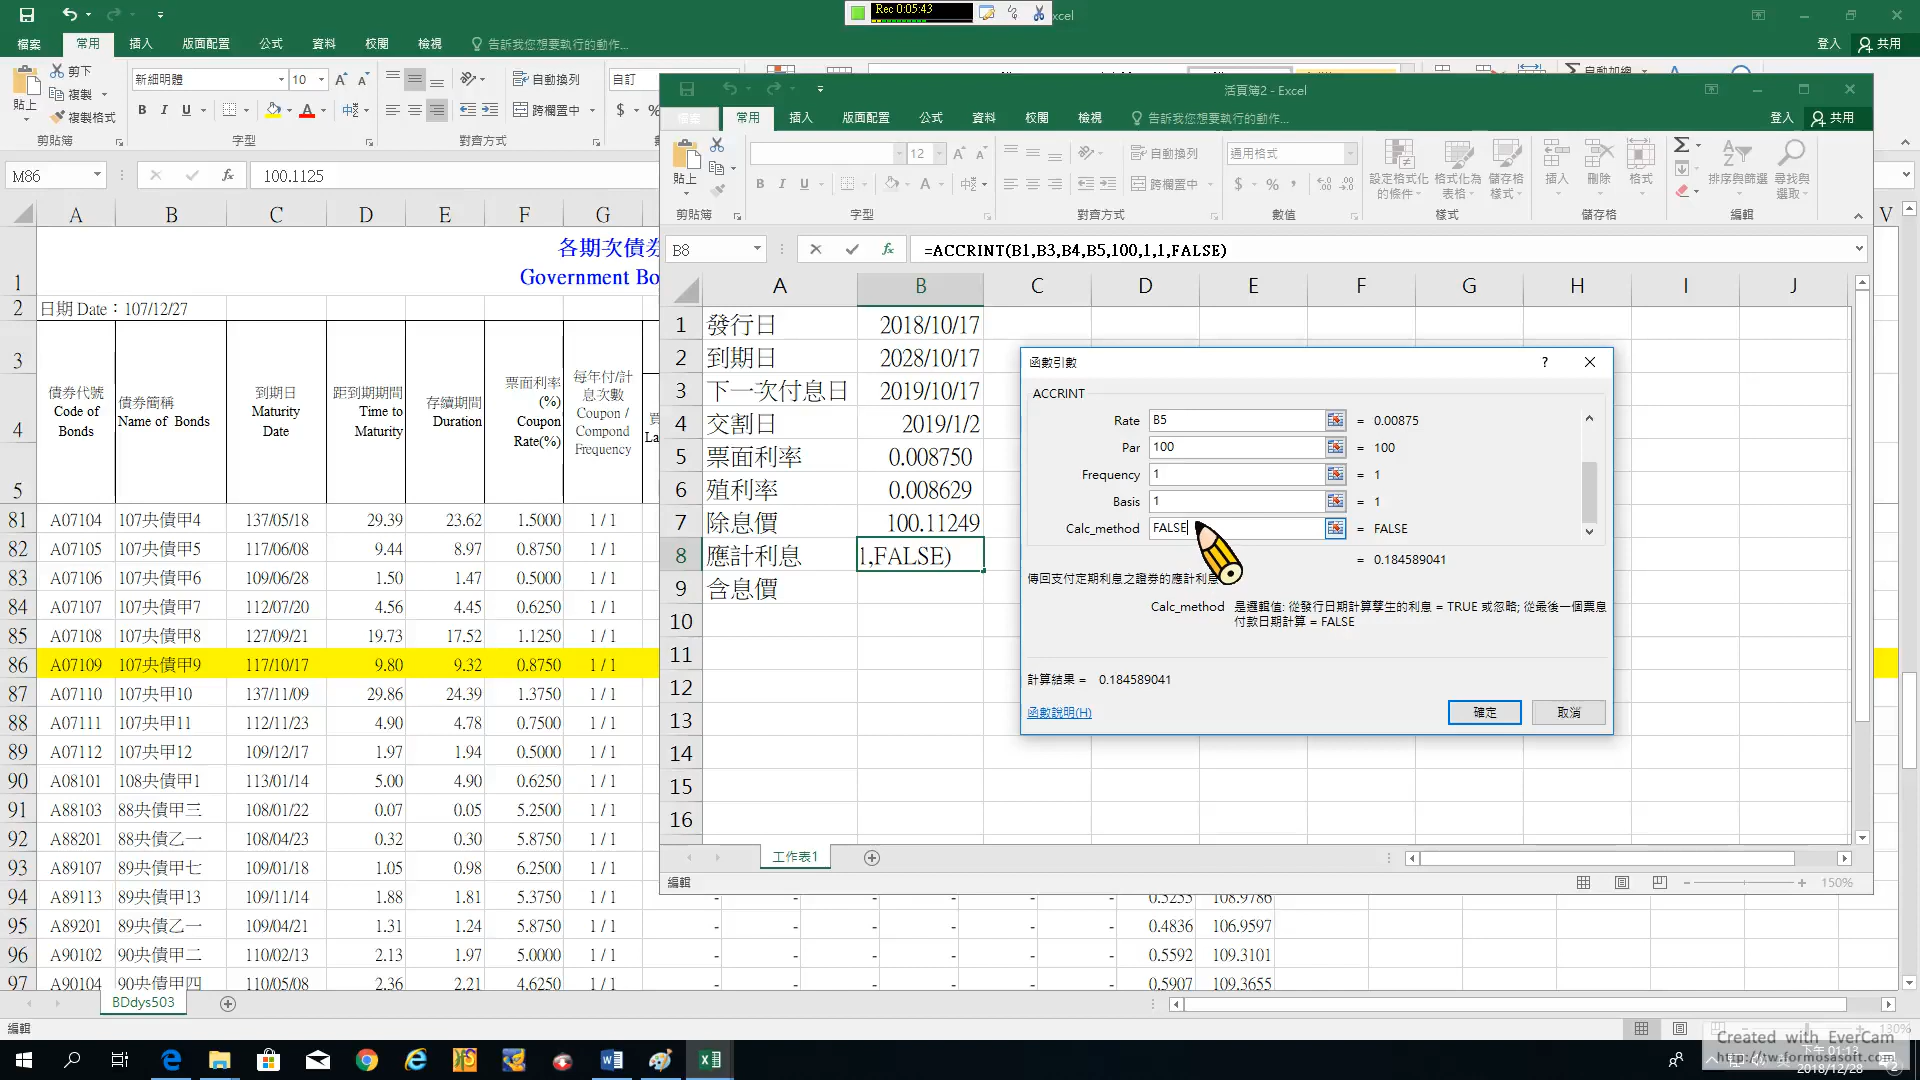 Rec 0:05:43
xcel
檔案 常用 插入 版面配置 公式 資料 校閱 檢視 告訴我您想要執行的動作... 登入 共用
貼上 剪下 複製 複製格式
新細明體 10 自動換列 自訂
B I U 中 跨欄置中 $ %
剪貼簿 字型 對齊方式
M86 fx 100.1125
A B C D E F G V
各期次債券
Government Bo
日期 Date：107/12/27
債券代號 Code of Bonds
債券簡稱 Name of Bonds
到期日 Maturity Date
距到期期間 Time to Maturity
存續期間 Duration
票面利率 (%) Coupon Rate(%)
每年付/計息次數 Coupon / Compond Frequency
La
1
2
3
4
5
81 A07104 107央債甲4 137/05/18 29.39 23.62 1.5000 1 / 1
82 A07105 107央債甲5 117/06/08 9.44 8.97 0.8750 1 / 1
83 A07106 107央債甲6 109/06/28 1.50 1.47 0.5000 1 / 1
84 A07107 107央債甲7 112/07/20 4.56 4.45 0.6250 1 / 1
85 A07108 107央債甲8 127/09/21 19.73 17.52 1.1250 1 / 1
86 A07109 107央債甲9 117/10/17 9.80 9.32 0.8750 1 / 1
87 A07110 107央甲10 137/11/09 29.86 24.39 1.3750 1 / 1
88 A07111 107央甲11 112/11/23 4.90 4.78 0.7500 1 / 1
89 A07112 107央甲12 109/12/17 1.97 1.94 0.5000 1 / 1
90 A08101 108央債甲1 113/01/14 5.00 4.90 0.6250 1 / 1
91 A88103 88央債甲三 108/01/22 0.07 0.05 5.2500 1 / 1
92 A88201 88央債乙一 108/04/23 0.32 0.30 5.8750 1 / 1
93 A89107 89央債甲七 109/01/18 1.05 0.98 6.2500 1 / 1
94 A89113 89央債甲13 109/11/14 1.88 1.81 5.3750 1 / 1 - - - - - - 0.5233 108.9786
95 A89201 89央債乙一 109/04/21 1.31 1.24 5.8750 1 / 1 - - - - - - 0.4836 106.9597
96 A90102 90央債甲二 110/02/13 2.13 1.97 5.0000 1 / 1 - - - - - - 0.5592 109.3101
97 A90104 90央債甲四 110/05/08 2.36 2.21 4.6250 1 / 1 - - - - - - 0.5907 109.3655
BDdys503
編輯
130%
活頁簿2 - Excel
常用 插入 版面配置 公式 資料 校閱 檢視 告訴我您想要執行的動作... 登入 共用
貼上 12 自動換列 通用格式
B I U 中 跨欄置中 $ % 設定格式化的條件 格式化為表格 儲存格樣式 插入 刪除 格式 排序與篩選 尋找與選取
剪貼簿 字型 對齊方式 數值 樣式 儲存格 編輯
B8 fx =ACCRINT(B1,B3,B4,B5,100,1,1,FALSE)
A B C D E F G H I J
1 發行日 2018/10/17
2 到期日 2028/10/17
3 下一次付息日 2019/10/17
4 交割日 2019/1/2
5 票面利率 0.008750
6 殖利率 0.008629
7 除息價 100.11249
8 應計利息 1,FALSE)
9 含息價
10
11
12
13
14
15
16
工作表1
編輯 150%
函數引數 ?
ACCRINT
Rate B5 = 0.00875
Par 100 = 100
Frequency 1 = 1
Basis 1 = 1
Calc_method FALSE = FALSE
= 0.184589041
傳回支付定期利息之證券的應計利息
Calc_method 是邏輯值: 從發行日期計算孳生的利息 = TRUE 或忽略; 從最後一個票息
付款日期計算 = FALSE
計算結果 = 0.184589041
函數說明(H) 確定 取消
Created with EverCam
http://tw.formosasoft.com
下午 01:13
2018/12/28